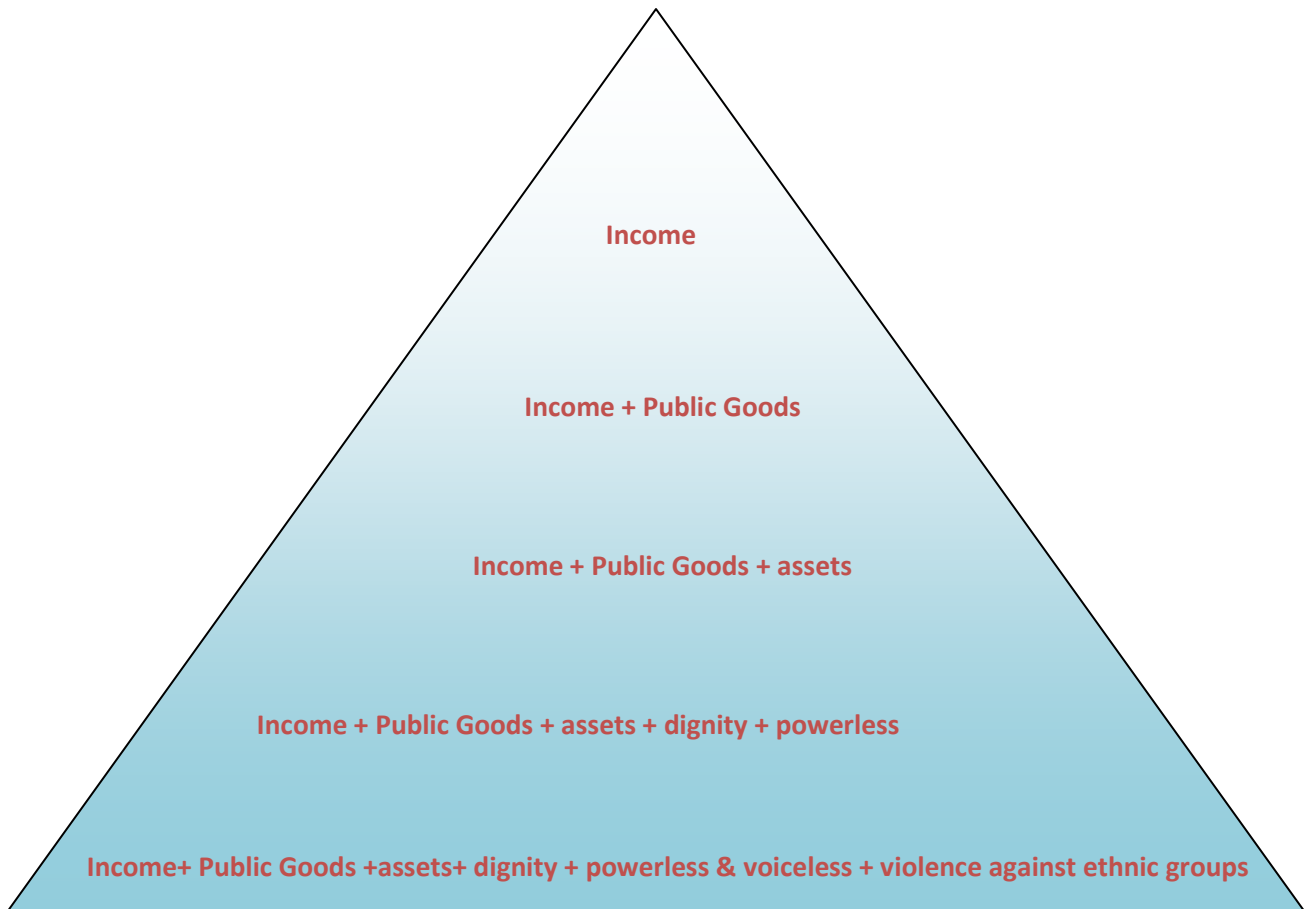 Income
Income + Public Goods
Income + Public Goods + assets
Income + Public Goods + assets + dignity + powerless
Income+ Public Goods +assets+ dignity + powerless & voiceless + violence against ethnic groups